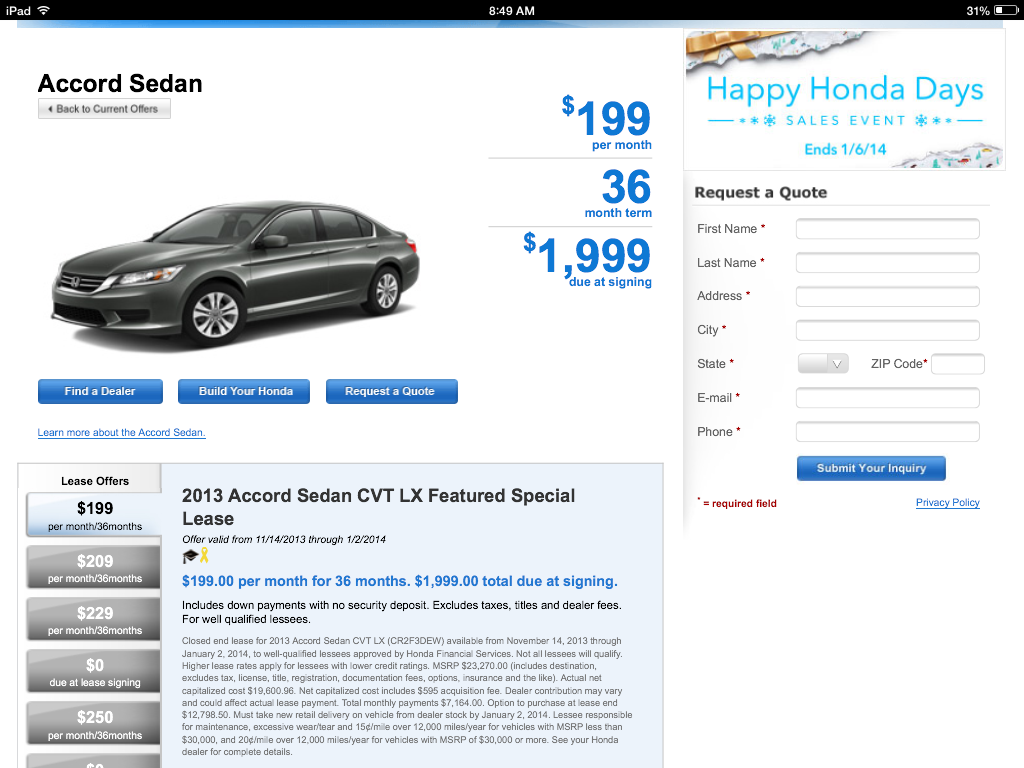 iPad
8:49 AM
31%
Accord Sedan
Back to Current Offers
$199
per month
36
month term
$1,999
due at signing
Find a Dealer
Build Your Honda
Request a Quote
Learn more about the Accord Sedan.
Happy Honda Days
SALES EVENT
Ends 1/6/14
Request a Quote
First Name *
Last Name *
Address *
City *
State *
ZIP Code*
E-mail *
Phone *
Submit Your Inquiry
* = required field
Privacy Policy
Lease Offers
$199
per month/36months
$209
per month/36months
$229
per month/36months
$0
due at lease signing
$250
per month/36months
$0
2013 Accord Sedan CVT LX Featured Special
Lease
Offer valid from 11/14/2013 through 1/2/2014
$199.00 per month for 36 months. $1,999.00 total due at signing.
Includes down payments with no security deposit. Excludes taxes, titles and dealer fees.
For well qualified lessees.
Closed end lease for 2013 Accord Sedan CVT LX (CR2F3DEW) available from November 14, 2013 through
January 2, 2014, to well-qualified lessees approved by Honda Financial Services. Not all lessees will qualify.
Higher lease rates apply for lessees with lower credit ratings. MSRP $23,270.00 (includes destination,
excludes tax, license, title, registration, documentation fees, options, insurance and the like). Actual net
capitalized cost $19,600.96. Net capitalized cost includes $595 acquisition fee. Dealer contribution may vary
and could affect actual lease payment. Total monthly payments $7,164.00. Option to purchase at lease end
$12,798.50. Must take new retail delivery on vehicle from dealer stock by January 2, 2014. Lessee responsible
for maintenance, excessive wear/tear and 15¢/mile over 12,000 miles/year for vehicles with MSRP less than
$30,000, and 20¢/mile over 12,000 miles/year for vehicles with MSRP of $30,000 or more. See your Honda
dealer for complete details.